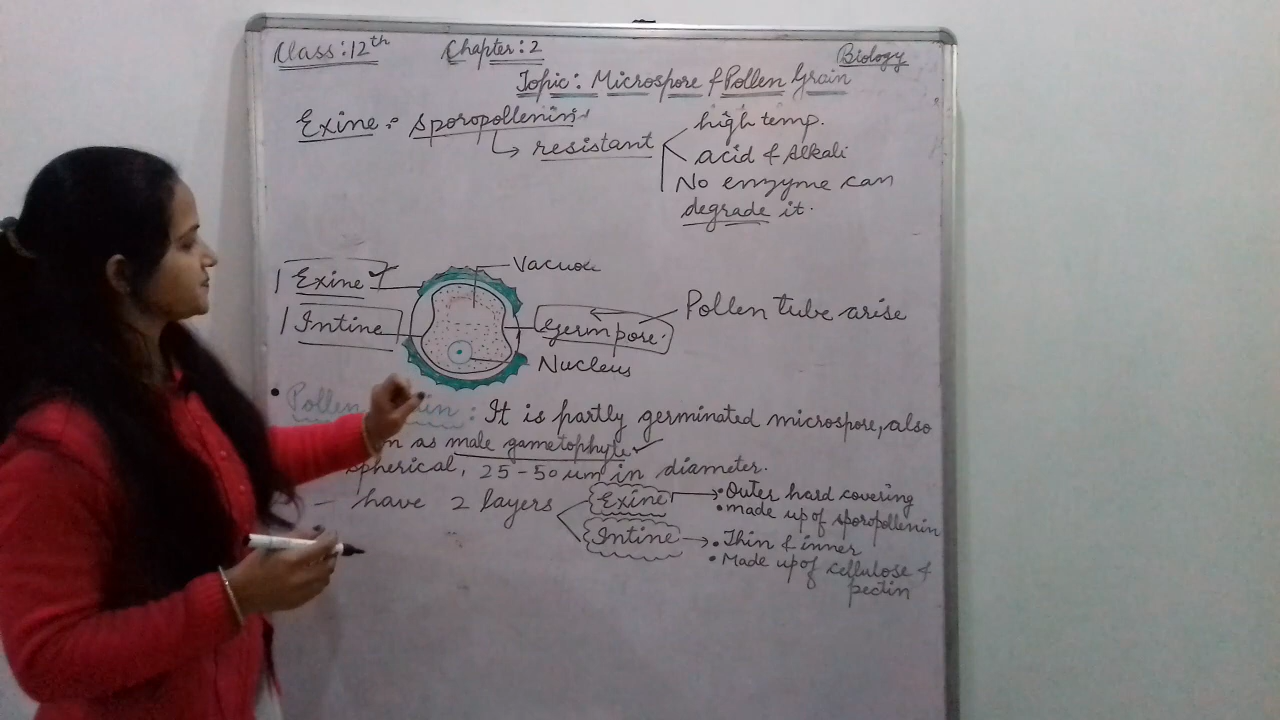 Class: 12th Chapter: 2 Biology
Topic: Microspore & Pollen Grain
Exine: sporopollenin
resistant
high temp.
acid & Alkali
No enzyme can
degrade it.
Vacuole
Exine
Intine
Germpore.
Pollen tube arise
Nucleus
Pollen : It is partly germinated microspore, also
as male gametophyte
spherical, 25-50 um in diameter.
- have 2 layers
Exine
• Outer hard covering
• made up of sporopollenin
Intine
• Thin & inner
• Made up of cellulose &
pectin